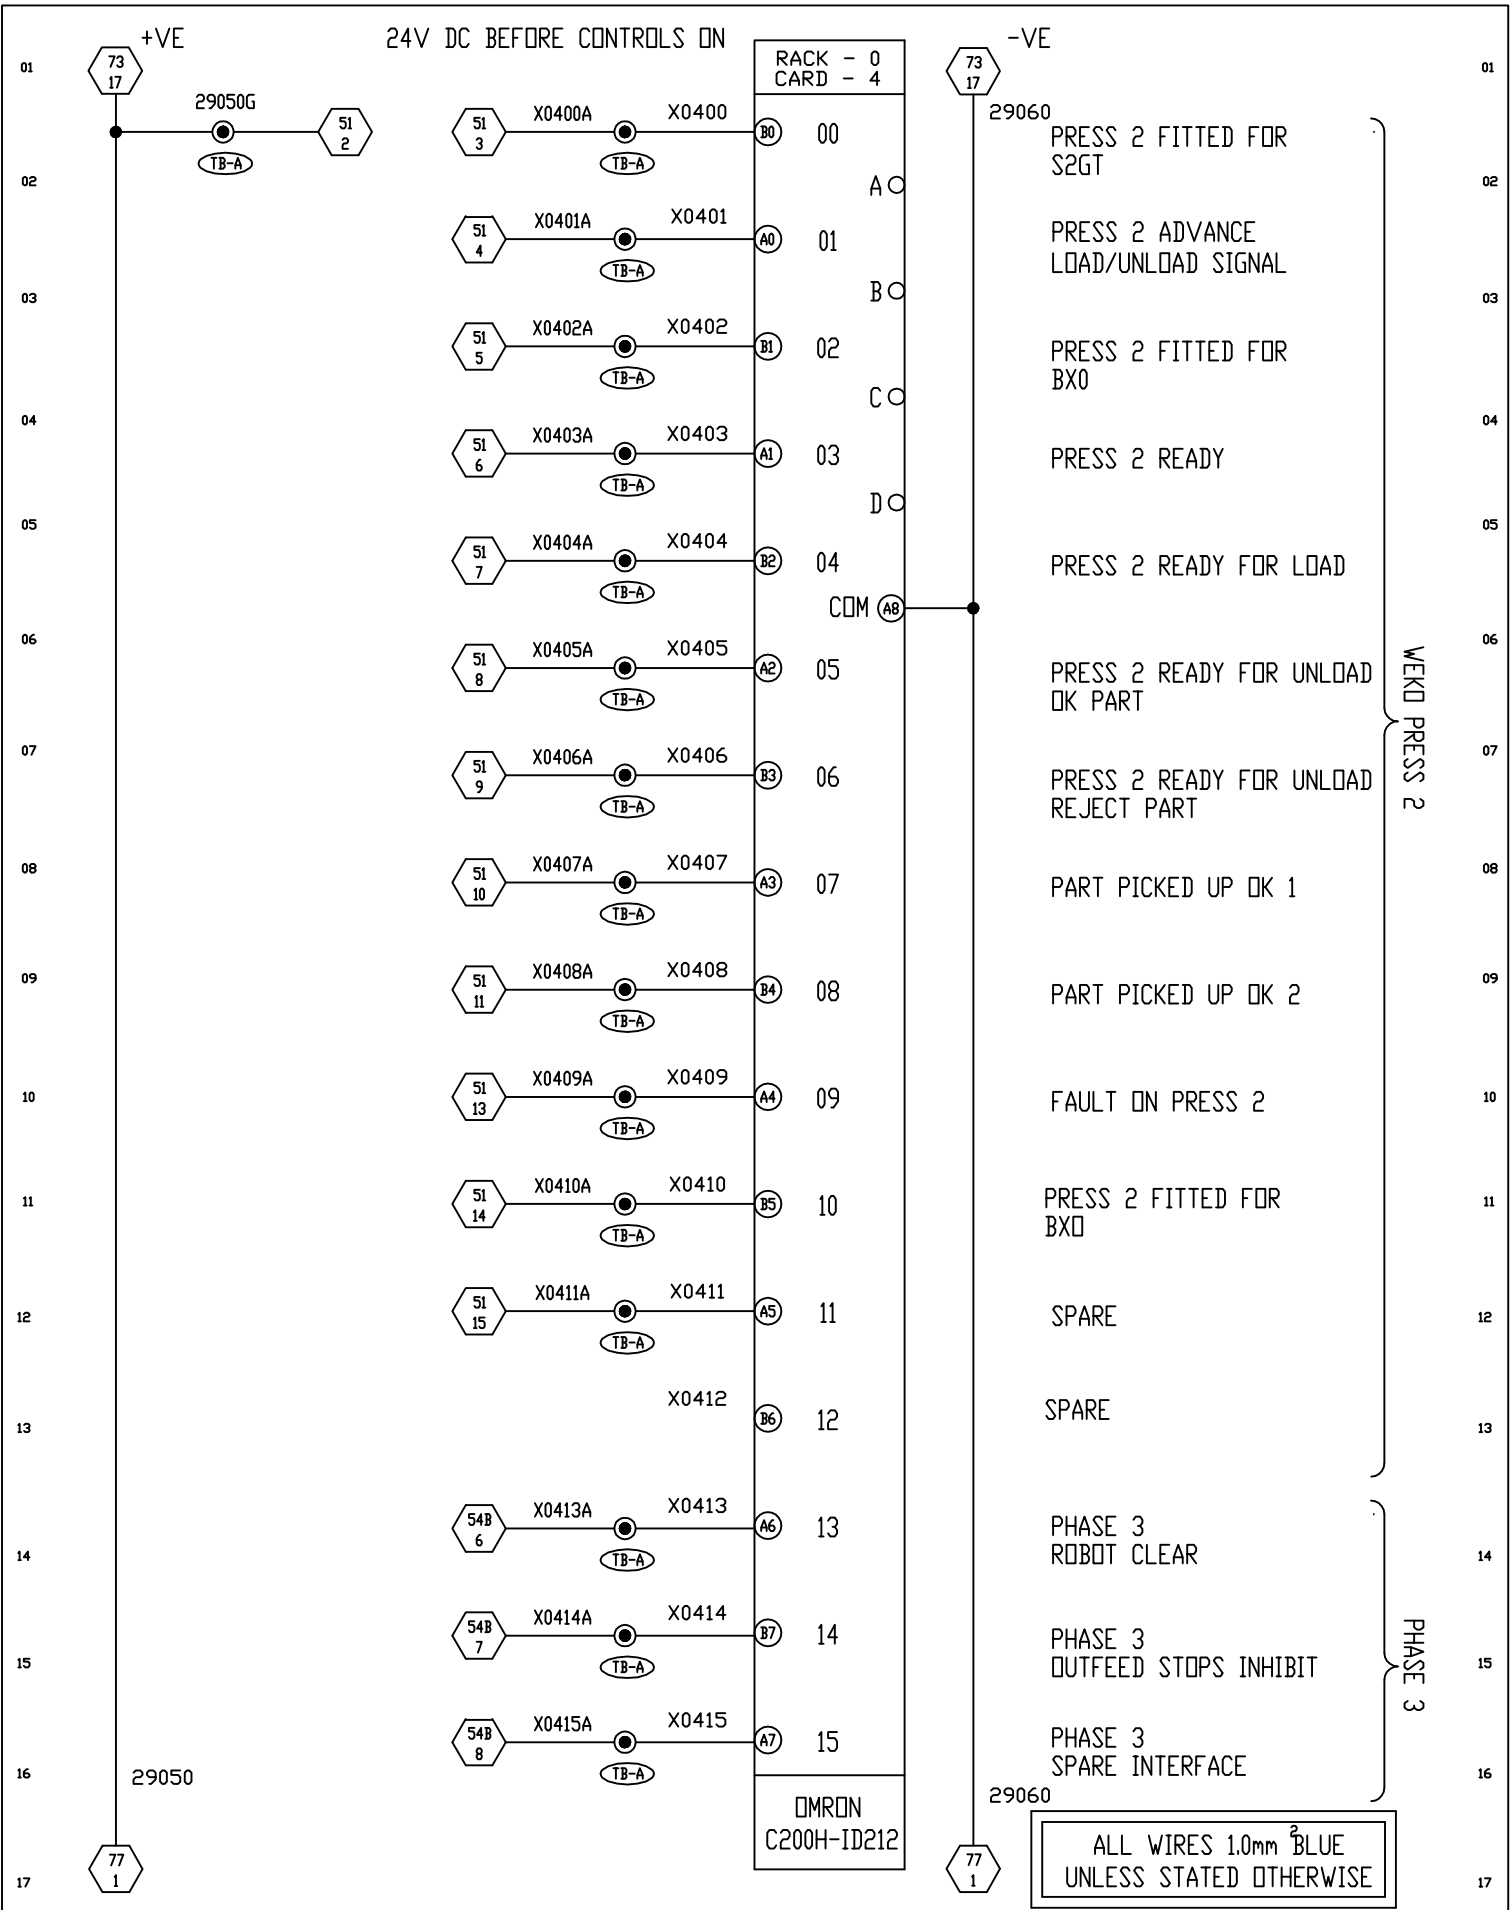 +VE
24V DC BEFORE CONTROLS ON
RACK - 0
CARD - 4
-VE
01
73
17
73
17
01
29050G
51
2
TB-A
29060
51
3
X0400A
X0400
TB-A
B0
00
PRESS 2 FITTED FOR
S2GT
02
A
02
51
4
X0401A
X0401
TB-A
A0
01
PRESS 2 ADVANCE
LOAD/UNLOAD SIGNAL
03
B
03
51
5
X0402A
X0402
TB-A
B1
02
PRESS 2 FITTED FOR
BX0
04
C
04
51
6
X0403A
X0403
TB-A
A1
03
PRESS 2 READY
05
D
05
51
7
X0404A
X0404
TB-A
B2
04
PRESS 2 READY FOR LOAD
COM
A8
06
06
51
8
X0405A
X0405
TB-A
A2
05
PRESS 2 READY FOR UNLOAD
OK PART
WEKO PRESS 2
07
07
51
9
X0406A
X0406
TB-A
B3
06
PRESS 2 READY FOR UNLOAD
REJECT PART
08
08
51
10
X0407A
X0407
TB-A
A3
07
PART PICKED UP OK 1
09
09
51
11
X0408A
X0408
TB-A
B4
08
PART PICKED UP OK 2
10
10
51
13
X0409A
X0409
TB-A
A4
09
FAULT ON PRESS 2
11
11
51
14
X0410A
X0410
TB-A
B5
10
PRESS 2 FITTED FOR
BXO
12
12
51
15
X0411A
X0411
TB-A
A5
11
SPARE
13
13
X0412
B6
12
SPARE
54B
6
X0413A
X0413
TB-A
A6
13
PHASE 3
ROBOT CLEAR
14
14
54B
7
X0414A
X0414
TB-A
B7
14
PHASE 3
OUTFEED STOPS INHIBIT
PHASE 3
15
15
54B
8
X0415A
X0415
TB-A
A7
15
PHASE 3
SPARE INTERFACE
16
16
29050
29060
OMRON
C200H-ID212
77
1
77
1
ALL WIRES 1.0mm 2 BLUE
UNLESS STATED OTHERWISE
17
17